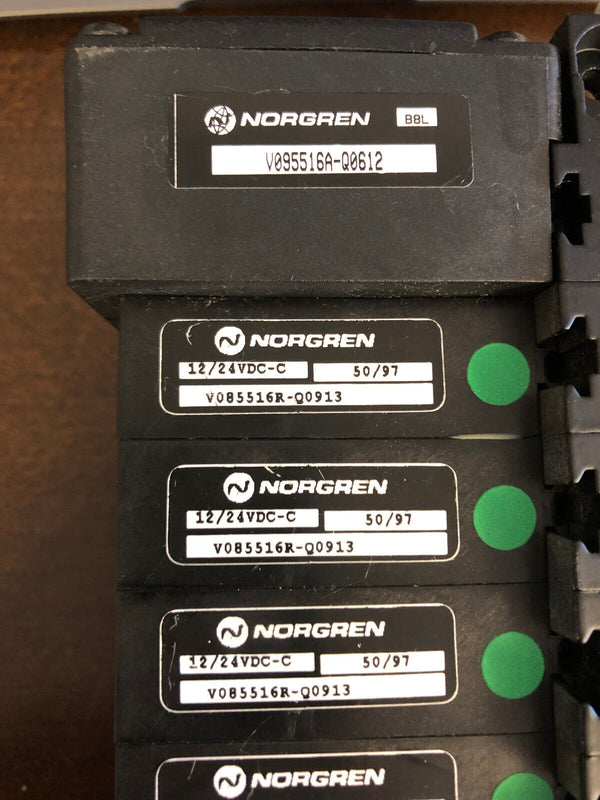 NORGREN B8L
V095516A-Q0612
NORGREN
12/24VDC-C 50/97
V085516R-Q0913
NORGREN
12/24VDC-C 50/97
V085516R-Q0913
NORGREN
12/24VDC-C 50/97
V085516R-Q0913
NORGREN